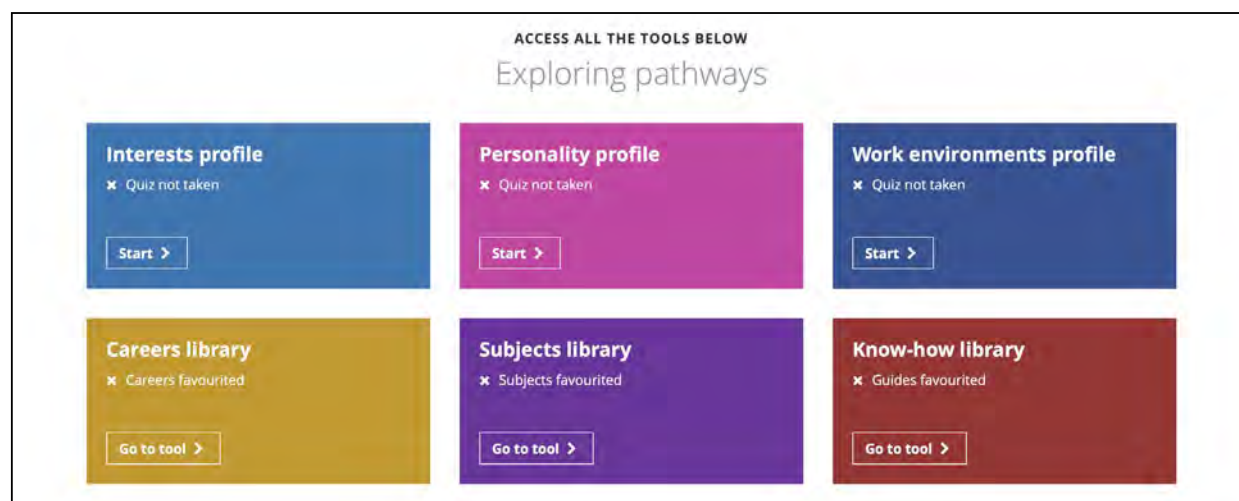 ACCESS ALL THE TOOLS BELOW
Exploring pathways
Interests profile
× Quiz not taken
Start >
Personality profile
× Quiz not taken
Start >
Work environments profile
× Quiz not taken
Start >
Careers library
× Careers favourited
Go to tool >
Subjects library
× Subjects favourited
Go to tool >
Know-how library
× Guides favourited
Go to tool >